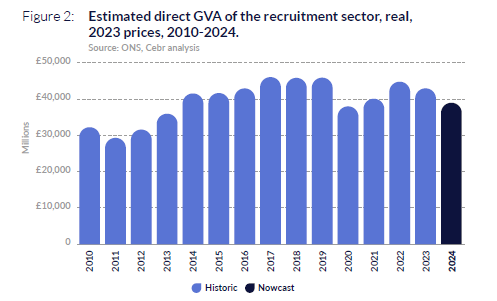 Figure 2: Estimated direct GVA of the recruitment sector, real,
2023 prices, 2010-2024.
Source: ONS, Cebr analysis
£50,000
£40,000
£30,000
£20,000
£10,000
0
Millions
2010 2011 2012 2013 2014 2015 2016 2017 2018 2019 2020 2021 2022 2023 2024
Historic Nowcast